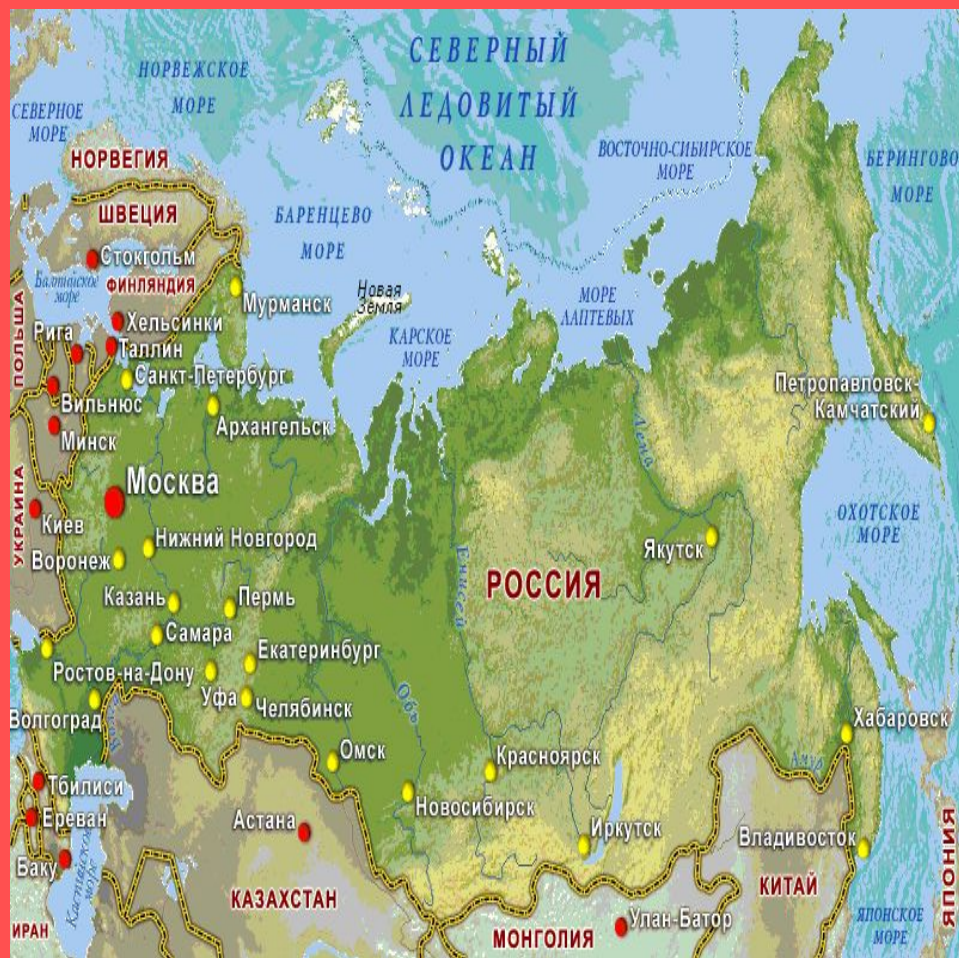 СЕВЕРНЫЙ
ЛЕДОВИТЫЙ
ОКЕАН
НОРВЕЖСКОЕ
МОРЕ
СЕВЕРНОЕ
МОРЕ
ВОСТОЧНО-СИБИРСКОЕ
МОРЕ
БЕРИНГОВО
МОРЕ
НОРВЕГИЯ
ШВЕЦИЯ
БАРЕНЦЕВО
МОРЕ
Стокгольм
Балтайское
море
ФИНЛЯНДИЯ
Мурманск
Новая
Земля
МОРЕ
ЛАПТЕВЫХ
КАРСКОЕ
МОРЕ
ПОЛЬША
Хельсинки
Рига
Таллин
Санкт-Петербург
Вильнюс
Минск
Архангельск
Петропавловск-
Камчатский
Лена
Москва
УКРАИНА
Киев
Нижний Новгород
Воронеж
Якутск
ОХОТСКОЕ
МОРЕ
Енисей
РОССИЯ
Казань
Пермь
Самара
Екатеринбург
Ростов-на-Дону
Уфа
Челябинск
Обь
Волгоград
Хабаровск
Омск
Красноярск
Амур
Тбилиси
Новосибирск
Ереван
Астана
Иркутск
Владивосток
Баку
Каспийское
море
КАЗАХСТАН
КИТАЙ
ЯПОНИЯ
ИРАН
Улан-Батор
МОНГОЛИЯ
ЯПОНСКОЕ
МОРЕ